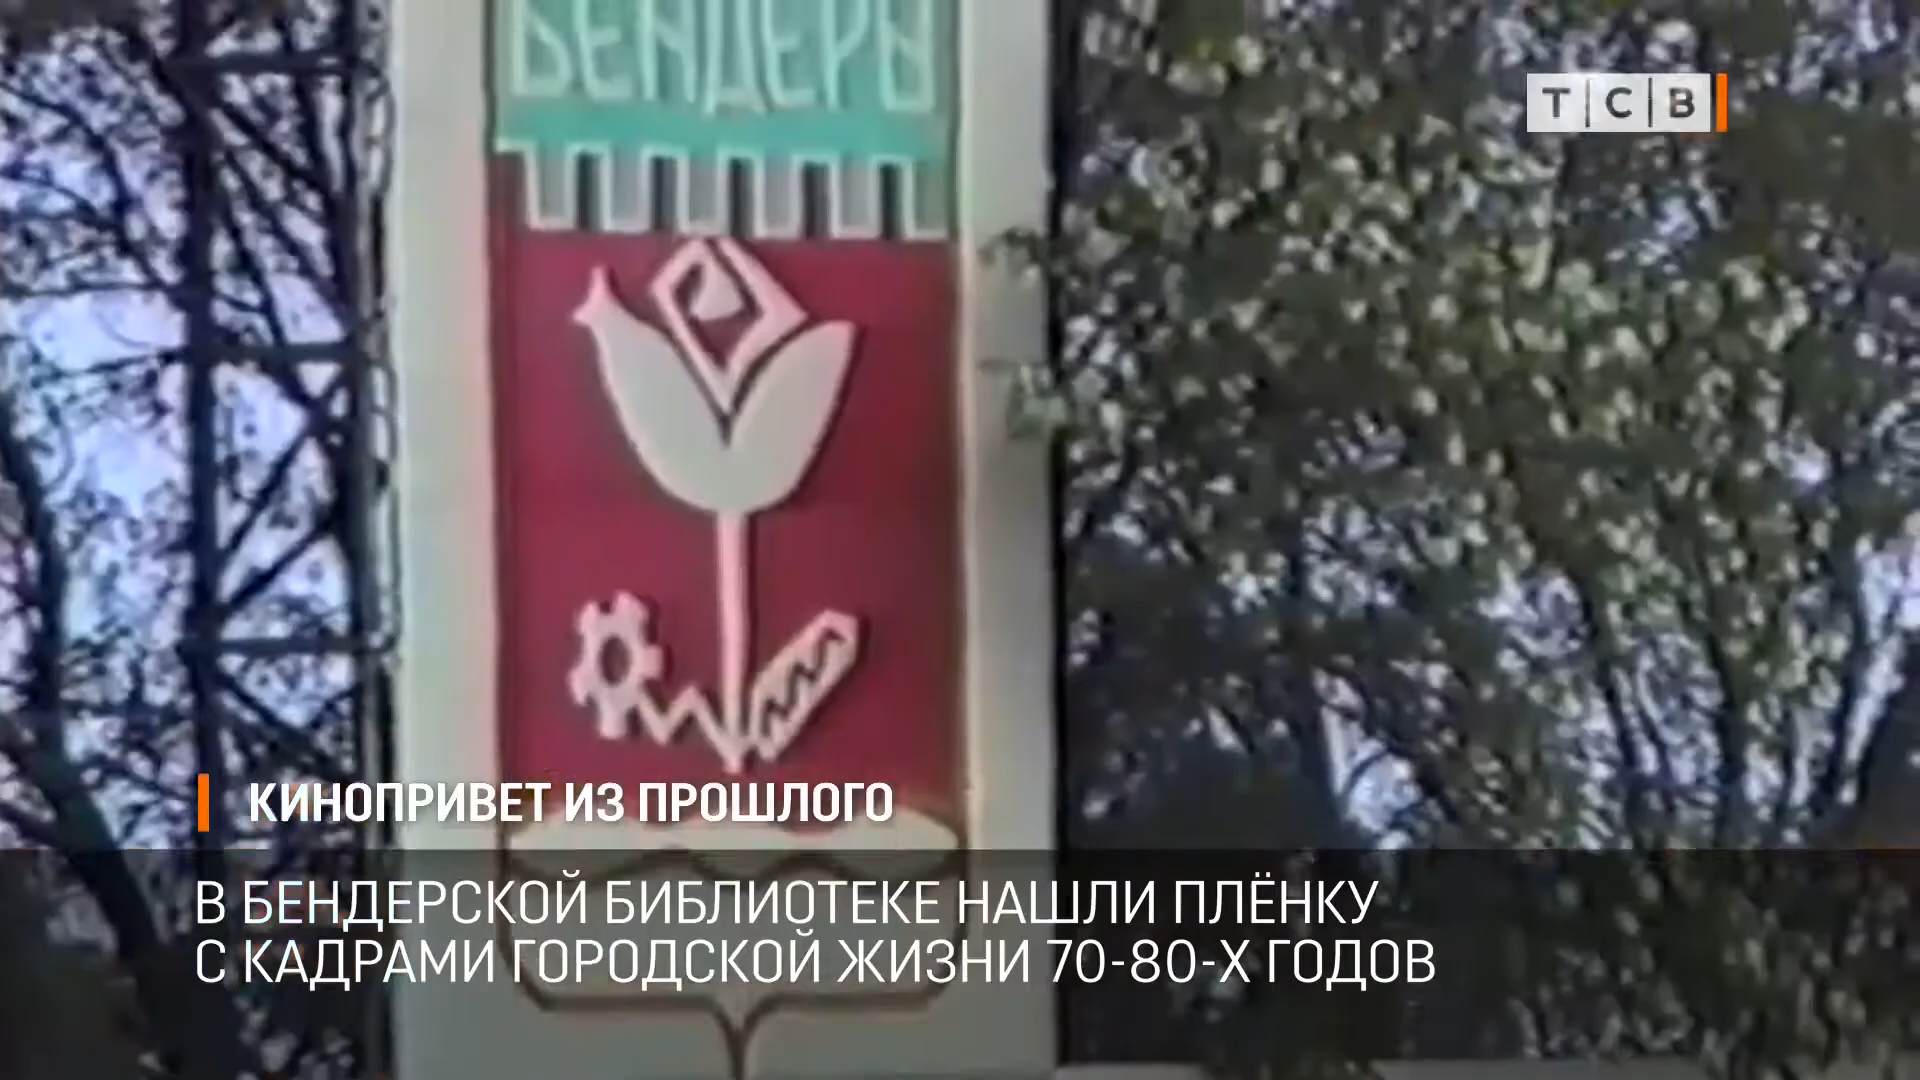 БЕНДЕРЫ
ТСВ
КИНОПРИВЕТ ИЗ ПРОШЛОГО
В БЕНДЕРСКОЙ БИБЛИОТЕКЕ НАШЛИ ПЛЁНКУ
С КАДРАМИ ГОРОДСКОЙ ЖИЗНИ 70-80-Х ГОДОВ